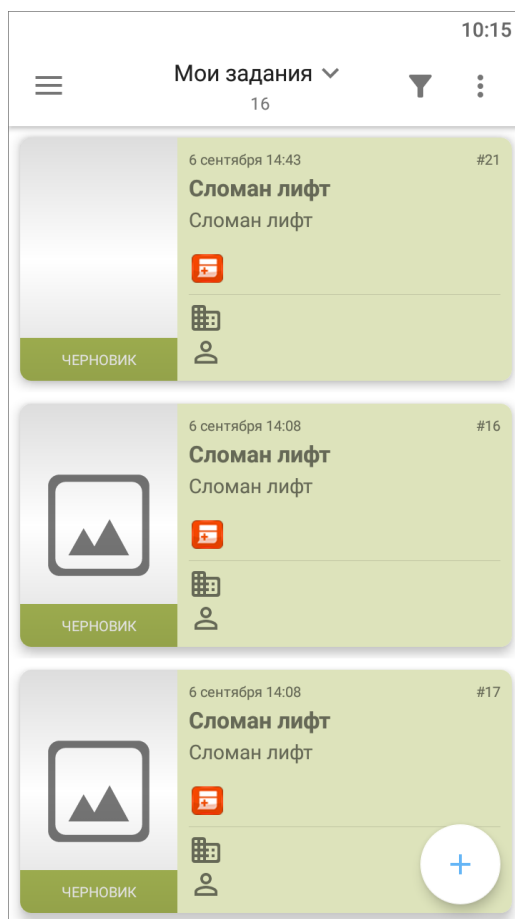 10:15
Мои задания
16
6 сентября 14:43 #21
Сломан лифт
Сломан лифт
ЧЕРНОВИК
6 сентября 14:08 #16
Сломан лифт
Сломан лифт
ЧЕРНОВИК
6 сентября 14:08 #17
Сломан лифт
Сломан лифт
ЧЕРНОВИК